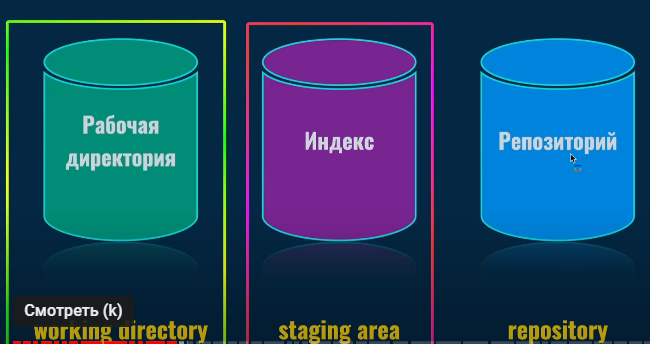 Рабочая
директория
Индекс
Репозиторий
Смотреть (k)
working directory
staging area
repository